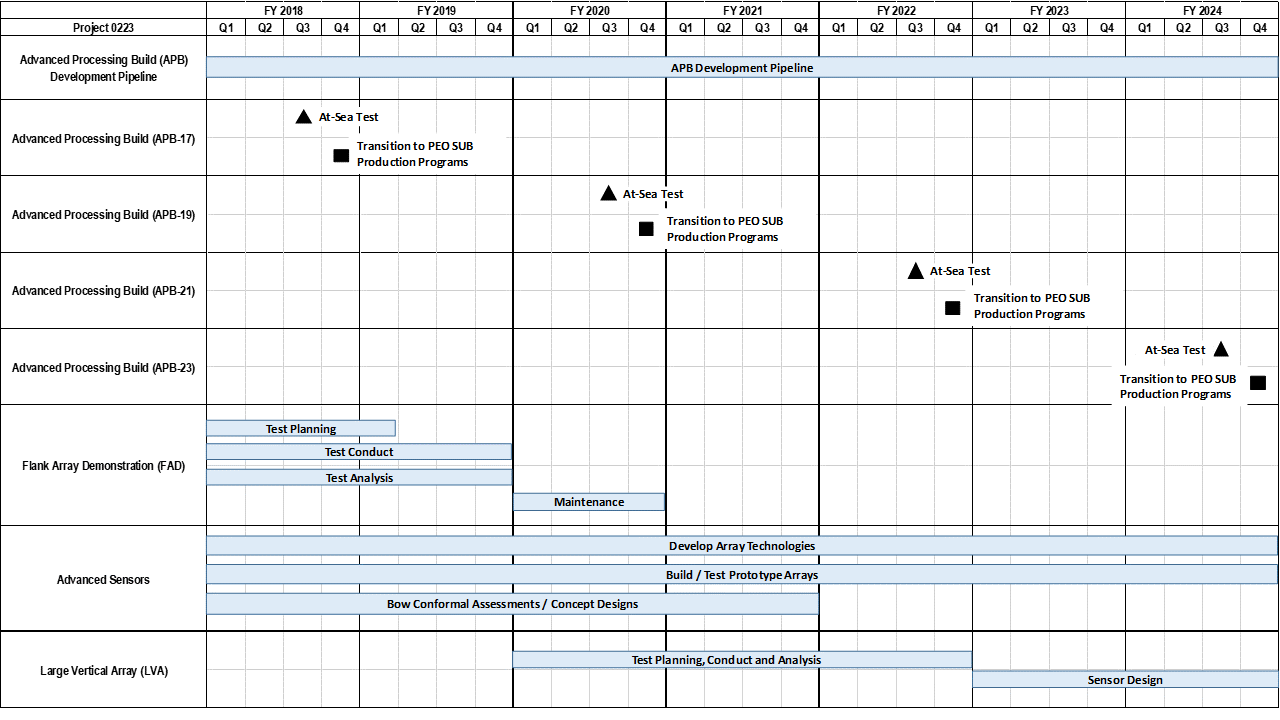 FY 2018 FY 2019 FY 2020 FY 2021 FY 2022 FY 2023 FY 2024
Project 0223 Q1 Q2 Q3 Q4 Q1 Q2 Q3 Q4 Q1 Q2 Q3 Q4 Q1 Q2 Q3 Q4 Q1 Q2 Q3 Q4 Q1 Q2 Q3 Q4 Q1 Q2 Q3 Q4
Advanced Processing Build (APB)
Development Pipeline
APB Development Pipeline
Advanced Processing Build (APB-17)
At-Sea Test
Transition to PEO SUB
Production Programs
Advanced Processing Build (APB-19)
At-Sea Test
Transition to PEO SUB
Production Programs
Advanced Processing Build (APB-21)
At-Sea Test
Transition to PEO SUB
Production Programs
Advanced Processing Build (APB-23)
At-Sea Test
Transition to PEO SUB
Production Programs
Flank Array Demonstration (FAD)
Test Planning
Test Conduct
Test Analysis
Maintenance
Advanced Sensors
Develop Array Technologies
Build / Test Prototype Arrays
Bow Conformal Assessments / Concept Designs
Large Vertical Array (LVA)
Test Planning, Conduct and Analysis
Sensor Design